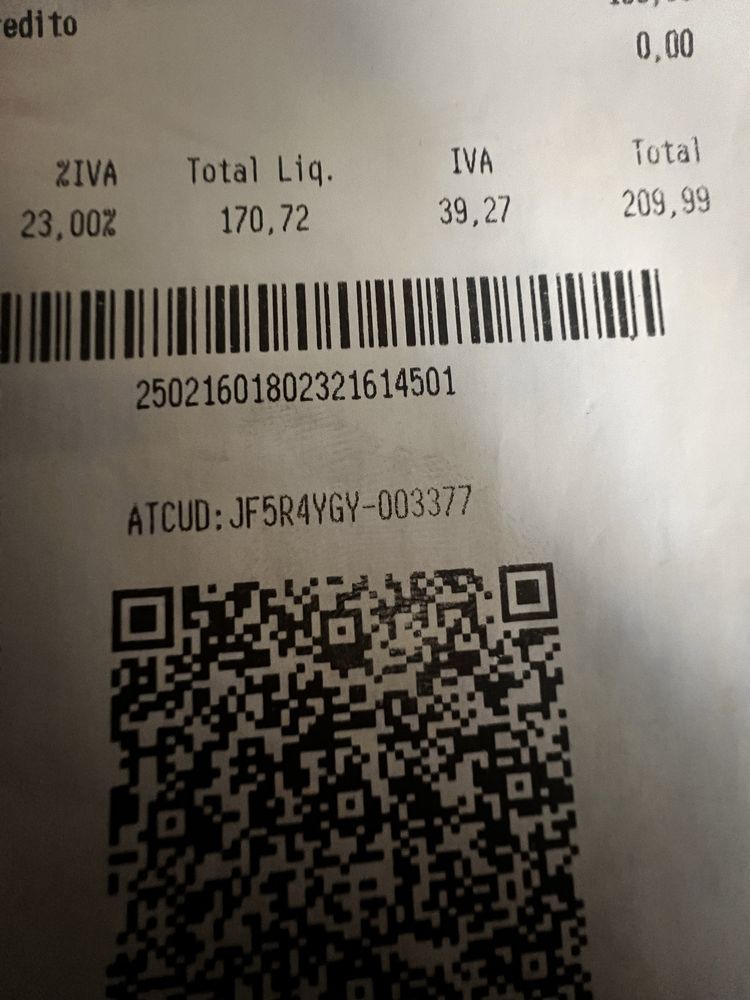 edito
0,00
%IVA Total Liq. IVA Total
23,00% 170,72 39,27 209,99
25021601802321614501
ATCUD:JF5R4YGY-003377